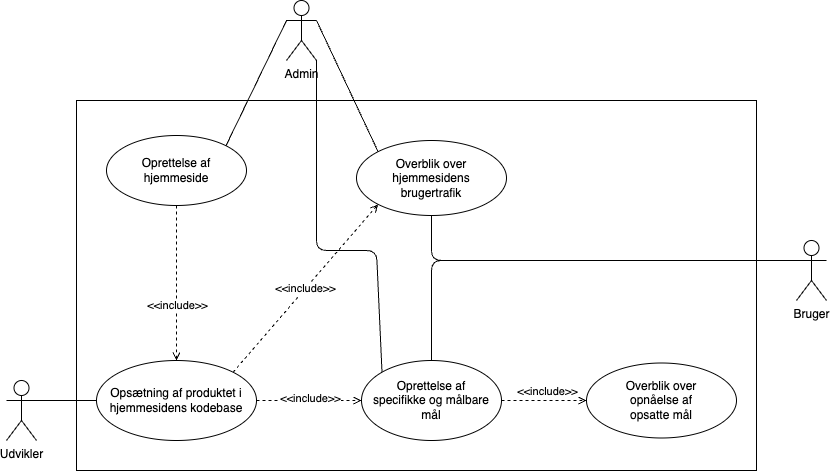 Admin
Oprettelse af
hjemmeside
Overblik over
hjemmesidens
brugertrafik
<<include>>
<<include>>
Bruger
Opsætning af produktet i
hjemmesidens kodebase
<<include>>
Oprettelse af
specifikke og målbare
mål
<<include>>
Overblik over
opnåelse af
opsatte mål
Udvikler